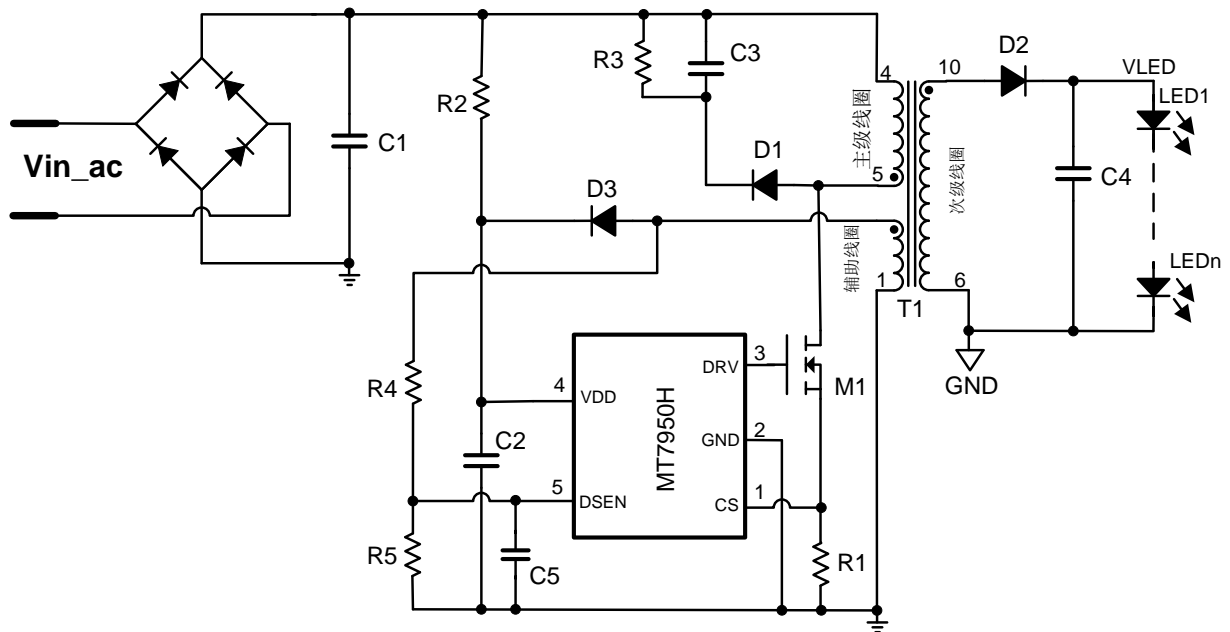 Vin_ac
C1
R2
R3
C3
D1
D3
4
主级线圈
5
辅助线圈
1
T1
10
次级线圈
6
D2
VLED
C4
LED1
LEDn
GND
R4
R5
C2
C5
4
VDD
5
DSEN
MT7950H
DRV
3
GND
2
CS
1
M1
R1